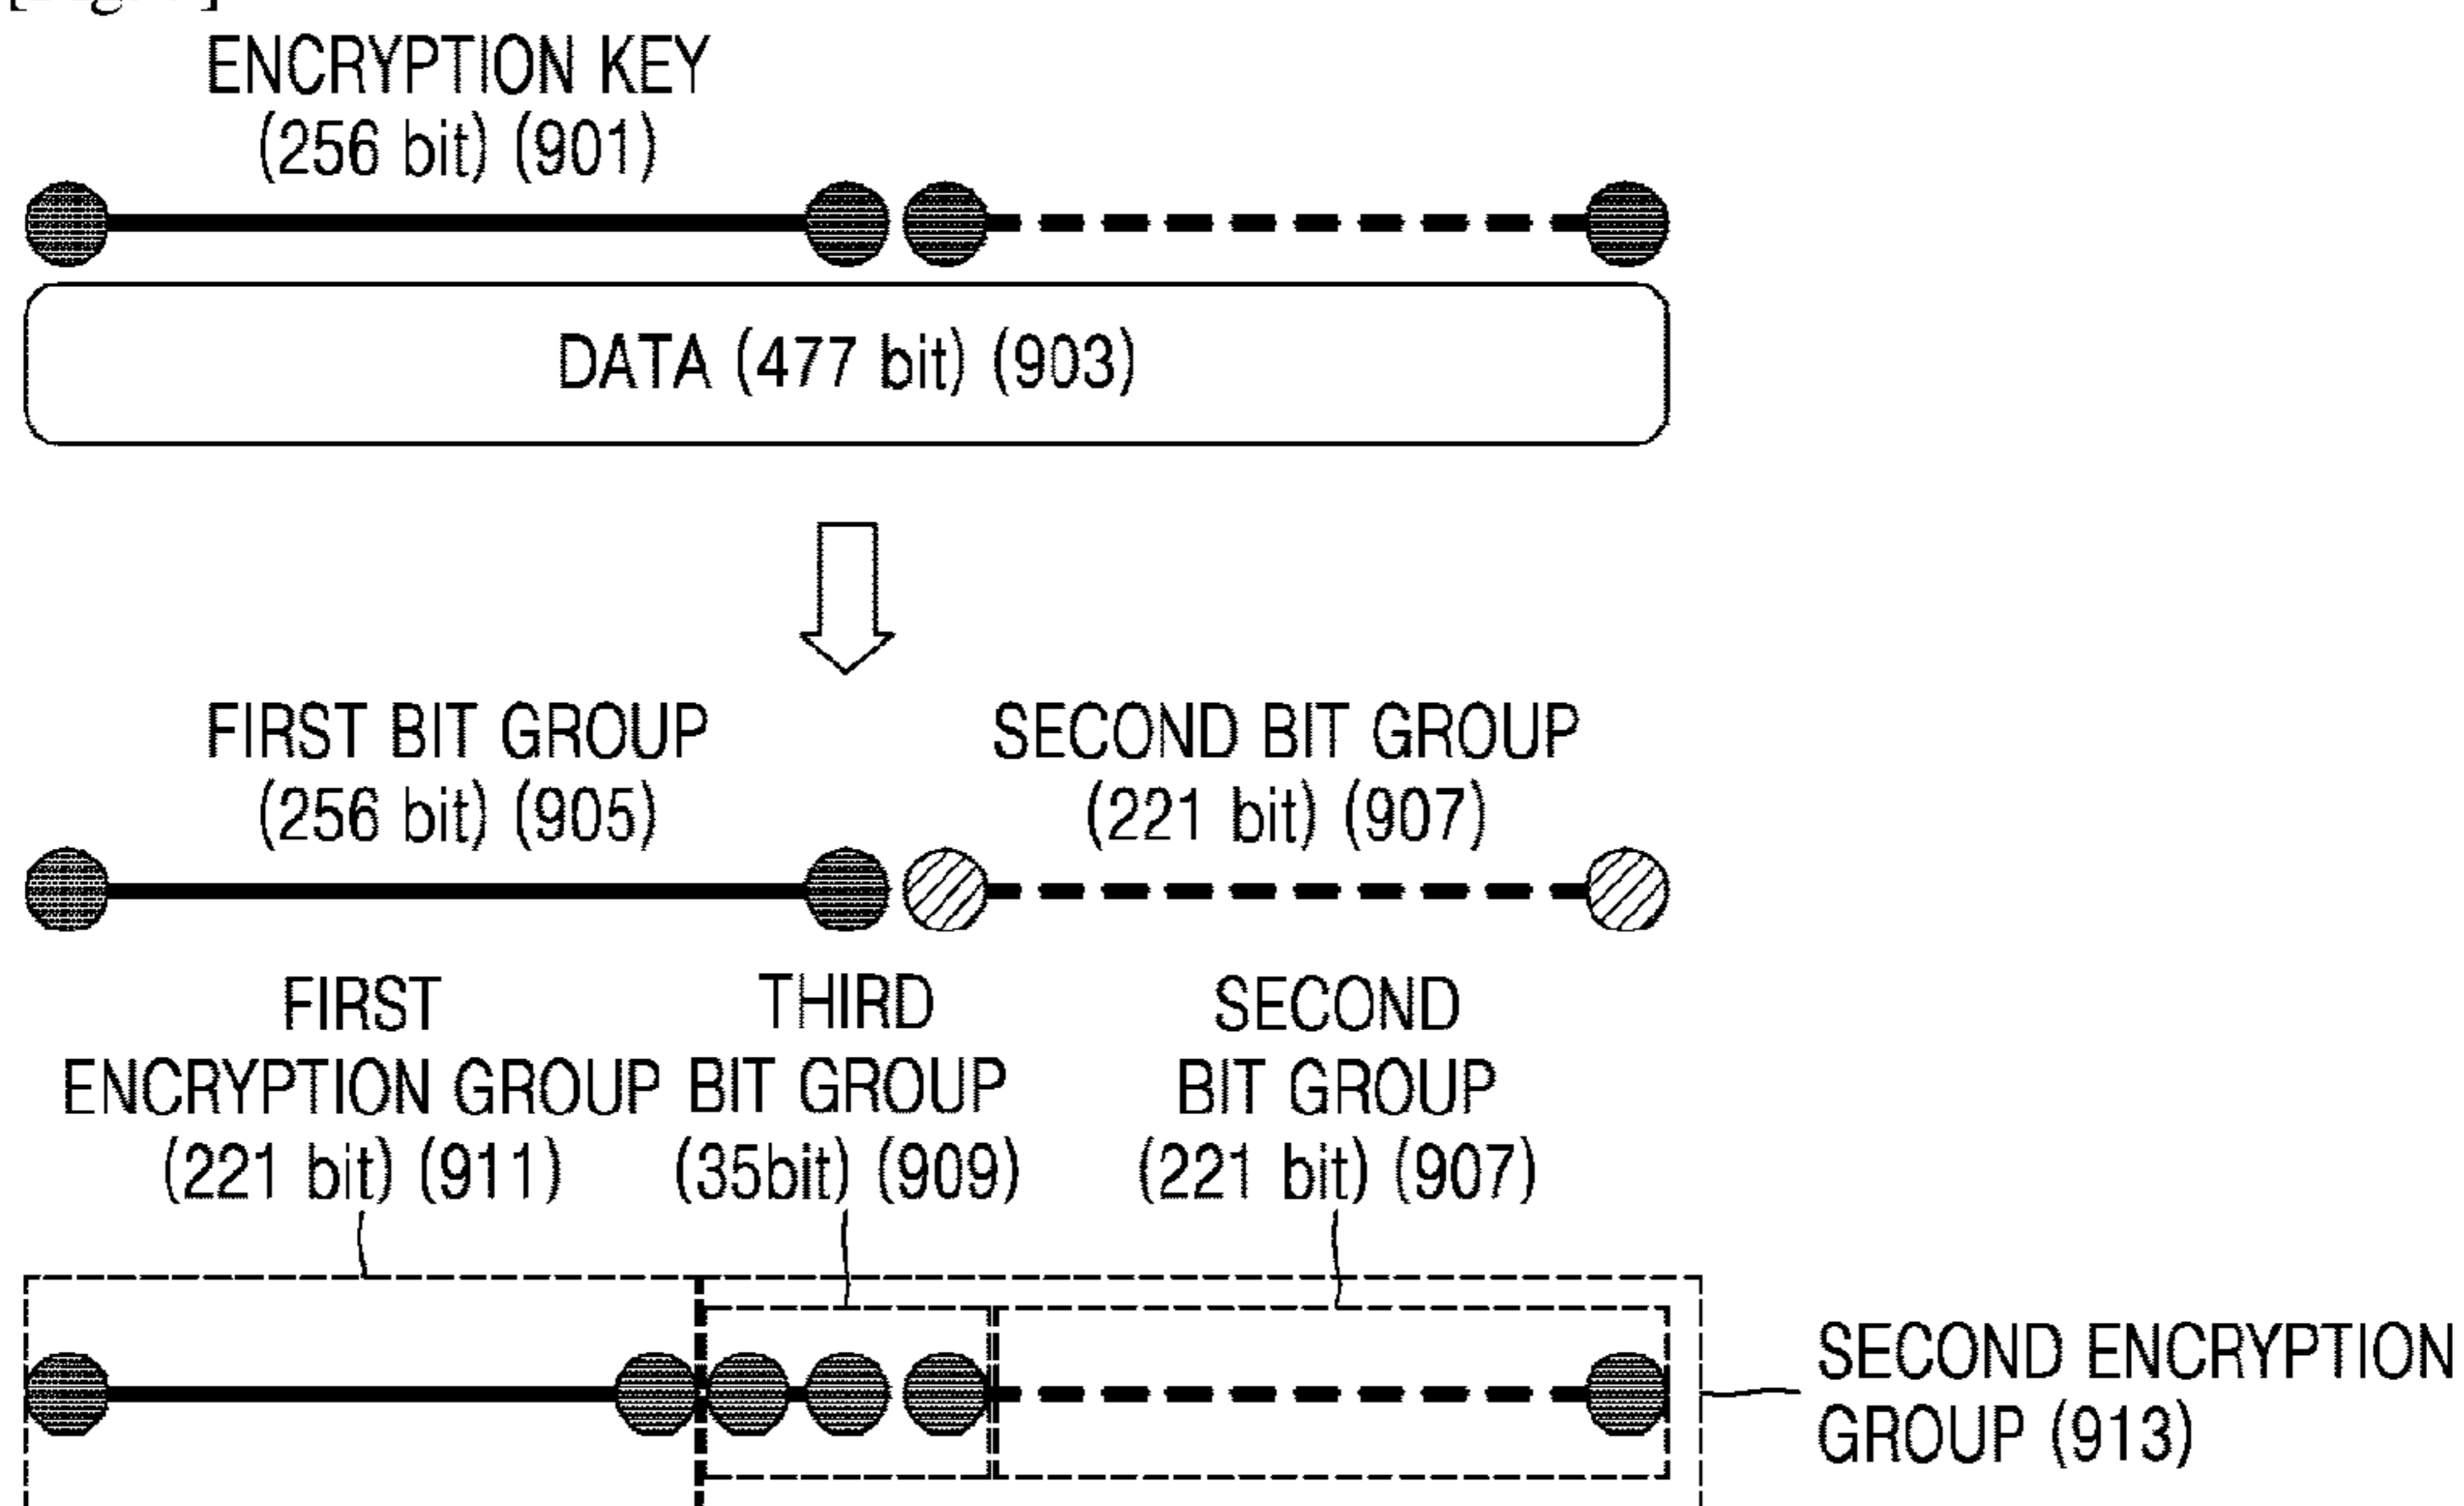 ENCRYPTION KEY
(256 bit) (901)
DATA (477 bit) (903)
FIRST BIT GROUP
(256 bit) (905)
SECOND BIT GROUP
(221 bit) (907)
FIRST
ENCRYPTION GROUP
(221 bit) (911)
THIRD
BIT GROUP
(35bit) (909)
SECOND
BIT GROUP
(221 bit) (907)
SECOND ENCRYPTION
GROUP (913)